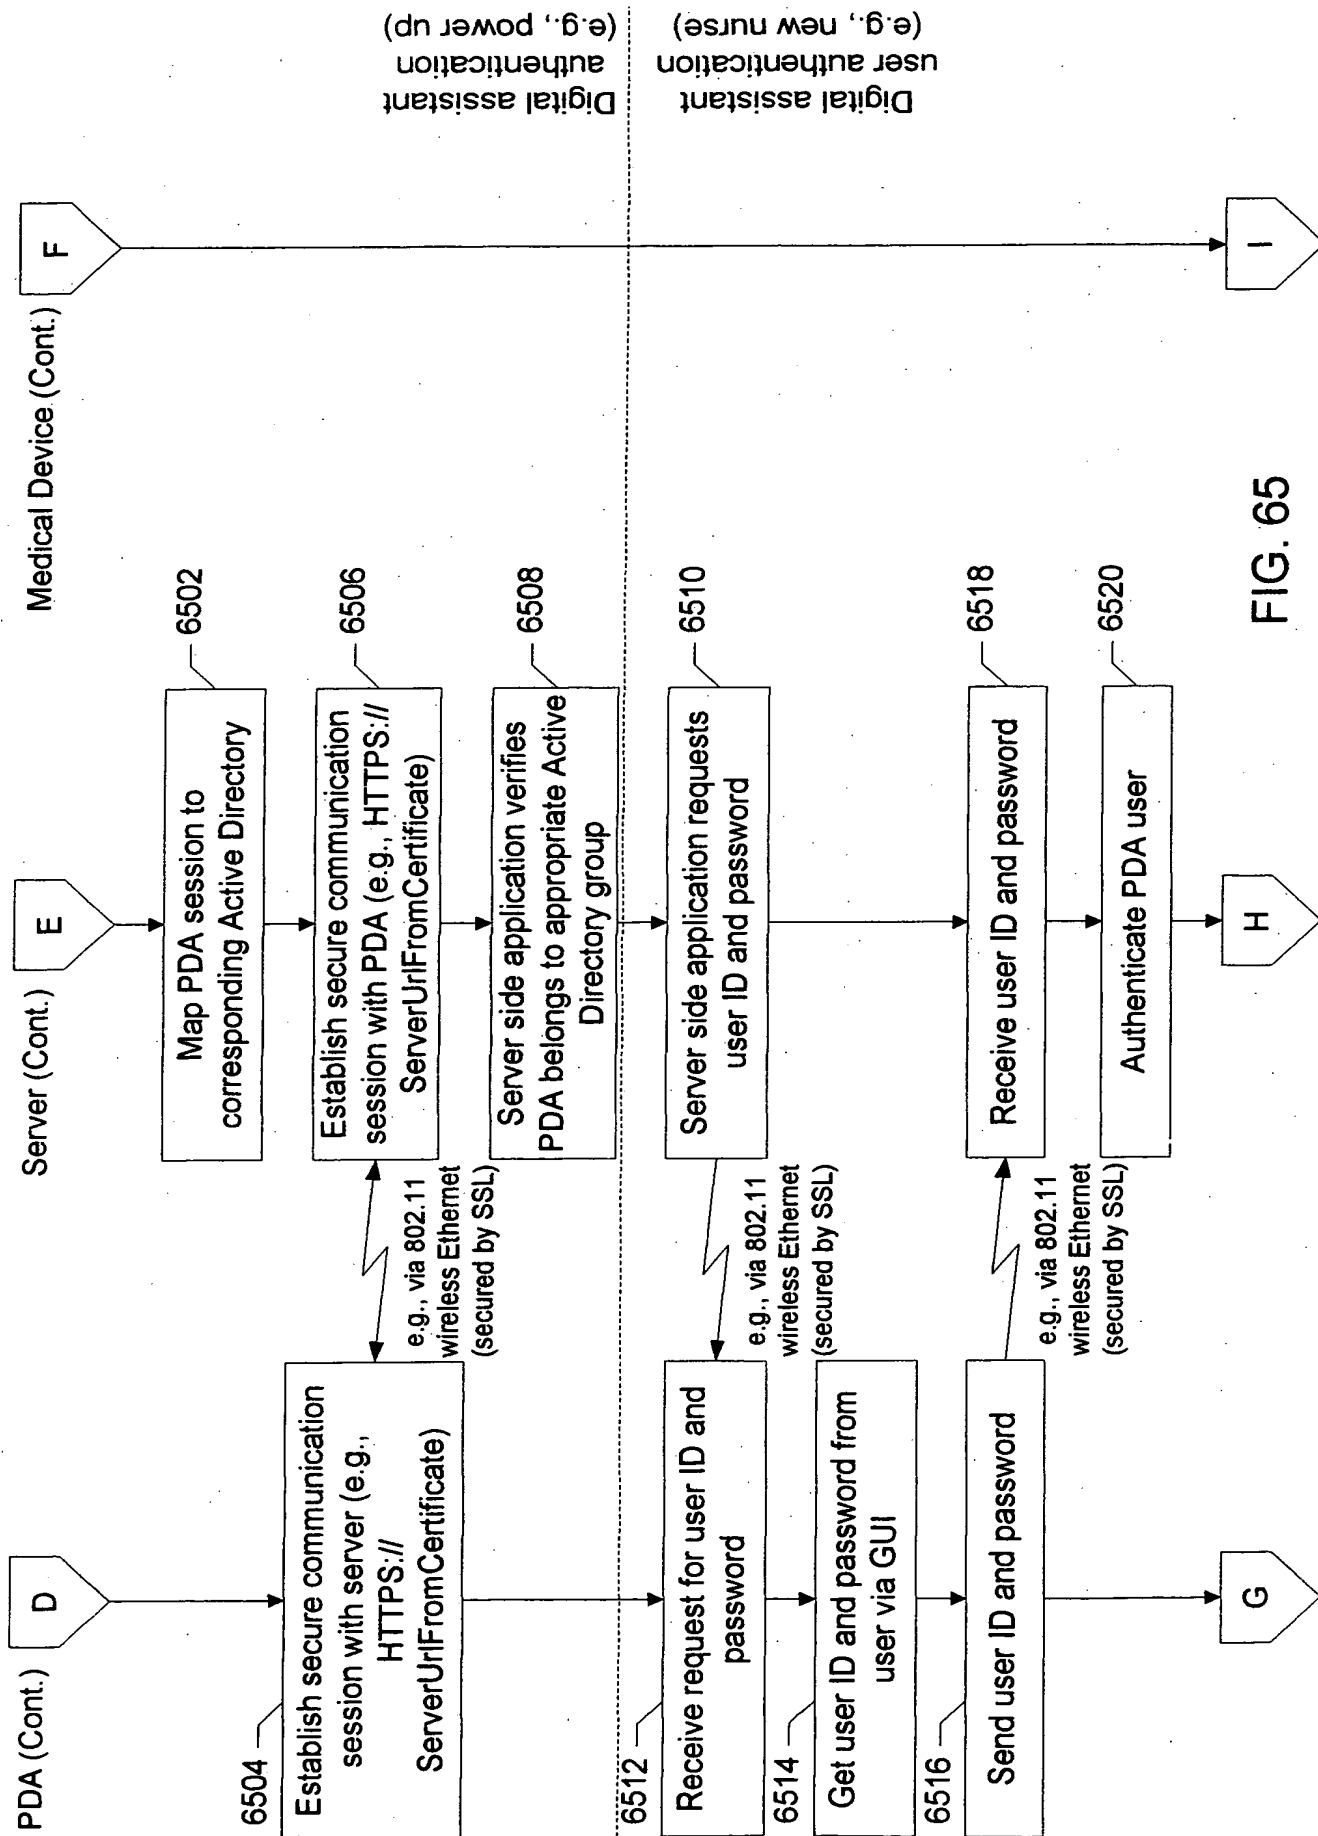 PDA (Cont.)
D
6504
Establish secure communication
session with server (e.g.,
HTTPS://
ServerUrlFromCertificate)
6512
Receive request for user ID and
password
6514
Get user ID and password from
user via GUI
6516
Send user ID and password
G
e.g., via 802.11
wireless Ethernet
(secured by SSL)
e.g., via 802.11
wireless Ethernet
(secured by SSL)
e.g., via 802.11
wireless Ethernet
(secured by SSL)
Server (Cont.)
E
Map PDA session to
corresponding Active Directory
6502
Establish secure communication
session with PDA (e.g., HTTPS://
ServerUrlFromCertificate)
6506
Server side application verifies
PDA belongs to appropriate Active
Directory group
6508
Server side application requests
user ID and password
6510
Receive user ID and password
6518
Authenticate PDA user
6520
H
Medical Device (Cont.)
F
I
Digital assistant
authentication
(e.g., power up)
Digital assistant
user authentication
(e.g., new nurse)
FIG. 65